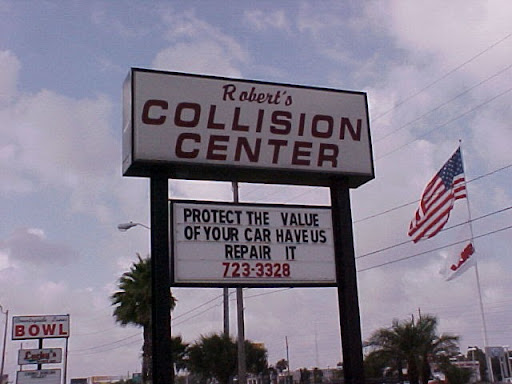 Robert's
COLLISION
CENTER
PROTECT THE VALUE
OF YOUR CAR HAVE US
REPAIR IT
723-3328
BOWL